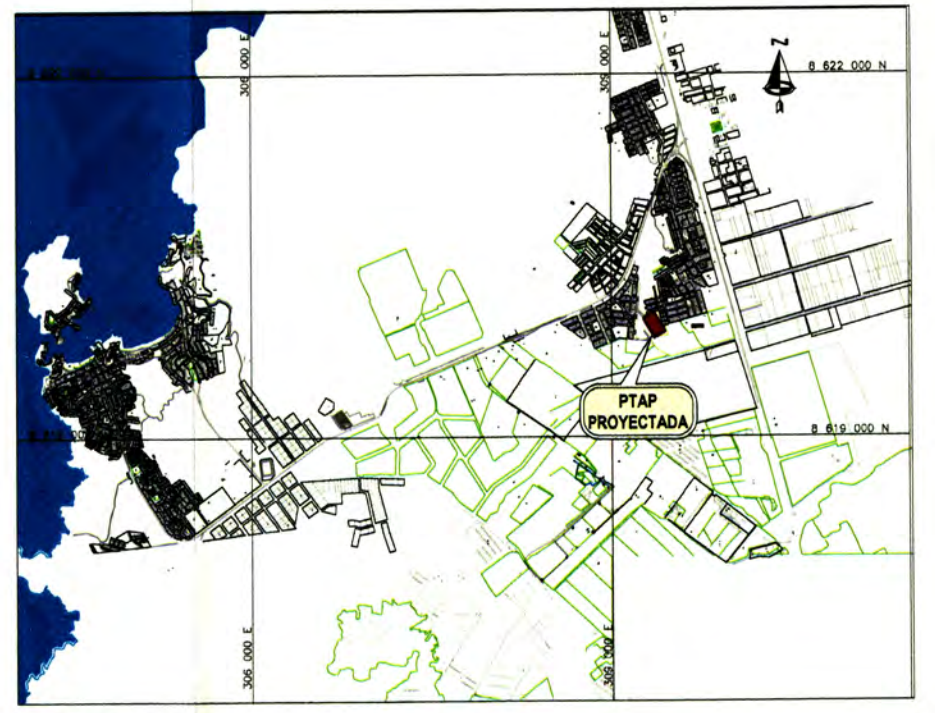 306 000 E
309 000 E
N
8 622 000 N
PTAP
PROYECTADA
8 619 000 N
306 000 E
309 000 E